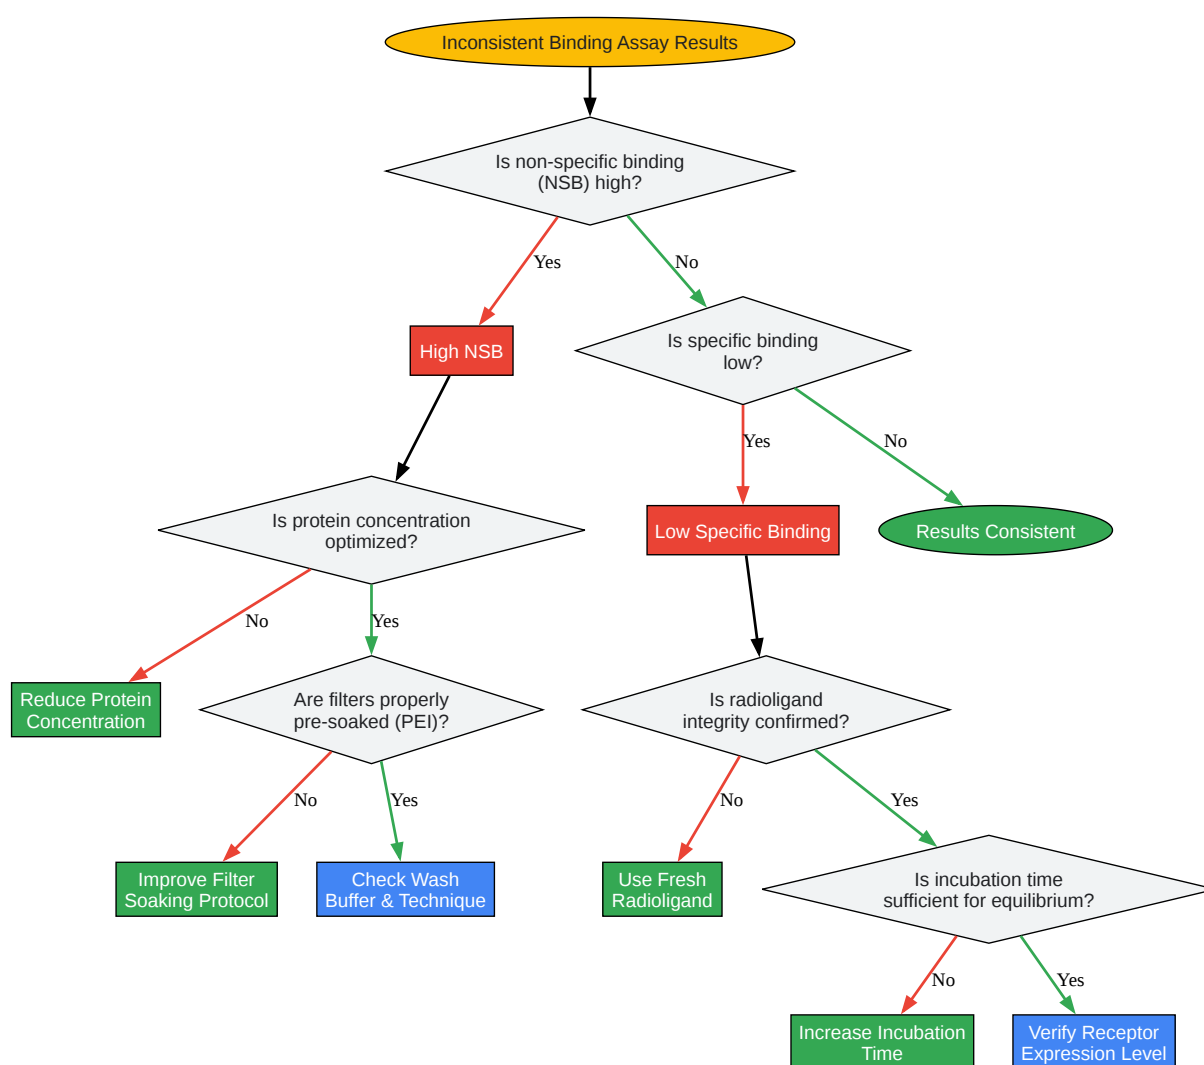 Inconsistent Binding Assay Results
Is non-specific binding
(NSB) high?
Yes
No
High NSB
Is specific binding
low?
Yes
No
Is protein concentration
optimized?
Low Specific Binding
Results Consistent
No
Yes
Reduce Protein
Concentration
Are filters properly
pre-soaked (PEI)?
Is radioligand
integrity confirmed?
No
Yes
No
Yes
Improve Filter
Soaking Protocol
Check Wash
Buffer & Technique
Use Fresh
Radioligand
Is incubation time
sufficient for equilibrium?
No
Yes
Increase Incubation
Time
Verify Receptor
Expression Level